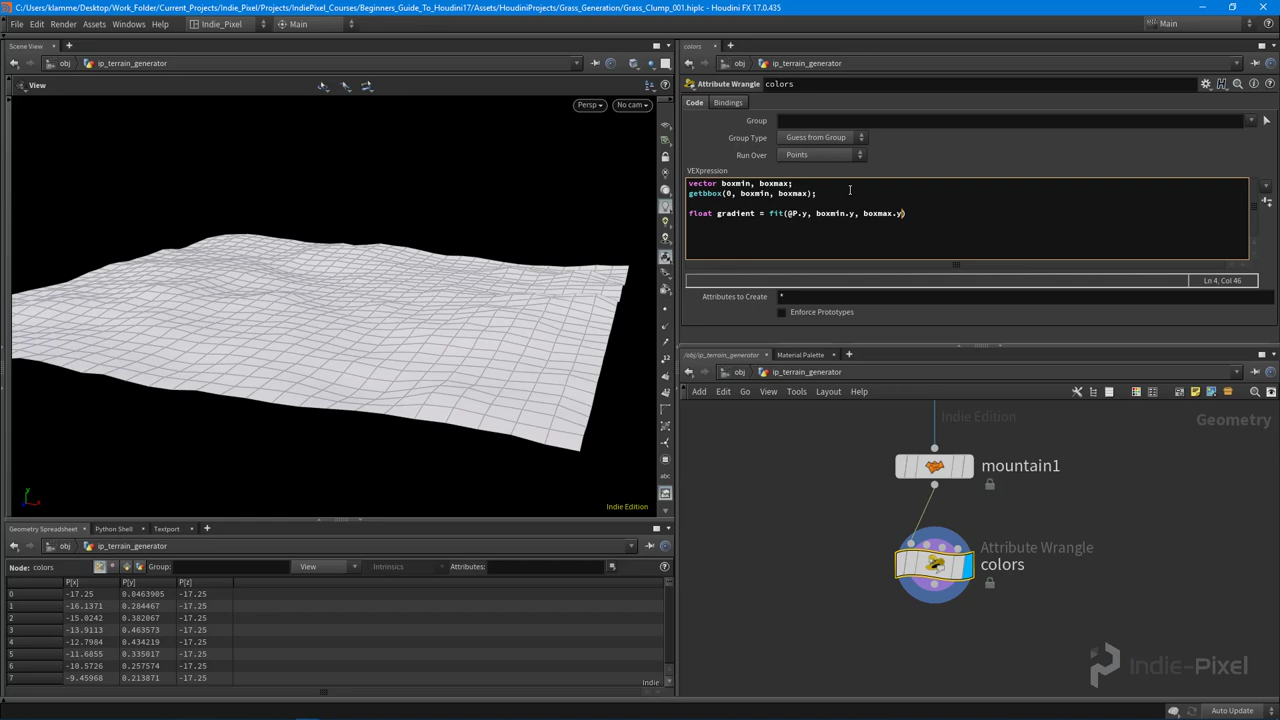 C:/Users/klamme/Desktop/Work_Folder/Current_Projects/Indie_Pixel/Projects/IndiePixel_Courses/Beginners_Guide_To_Houdini17/Assets/HoudiniProjects/Grass_Generation/Grass_Clump_001.hiplc - Houdini FX 17.0.435
File Edit Render Assets Windows Help Indie_Pixel Main Main
Scene View
obj ip_terrain_generator
View
Persp No cam
Indie Edition
Geometry Spreadsheet Python Shell Textport
obj ip_terrain_generator
Node: colors Group: View Intrinsics Attributes:
P[x] P[y] P[z]
0 -17.25 0.0463905 -17.25
1 -16.1371 0.284467 -17.25
2 -15.0242 0.382067 -17.25
3 -13.9113 0.463573 -17.25
4 -12.7984 0.434219 -17.25
5 -11.6855 0.335017 -17.25
6 -10.5726 0.257574 -17.25
7 -9.45968 0.213871 -17.25
Indie
colors
obj ip_terrain_generator
Attribute Wrangle colors
Code Bindings
Group
Group Type Guess from Group
Run Over Points
VEXpression
vector boxmin, boxmax;
getbbox(0, boxmin, boxmax);
float gradient = fit(@P.y, boxmin.y, boxmax.y)
Ln 4, Col 46
Attributes to Create *
Enforce Prototypes
/obj/ip_terrain_generator Material Palette
obj ip_terrain_generator
Add Edit Go View Tools Layout Help
Indie Edition
Geometry
mountain1
Attribute Wrangle
colors
Indie-Pixel
Auto Update